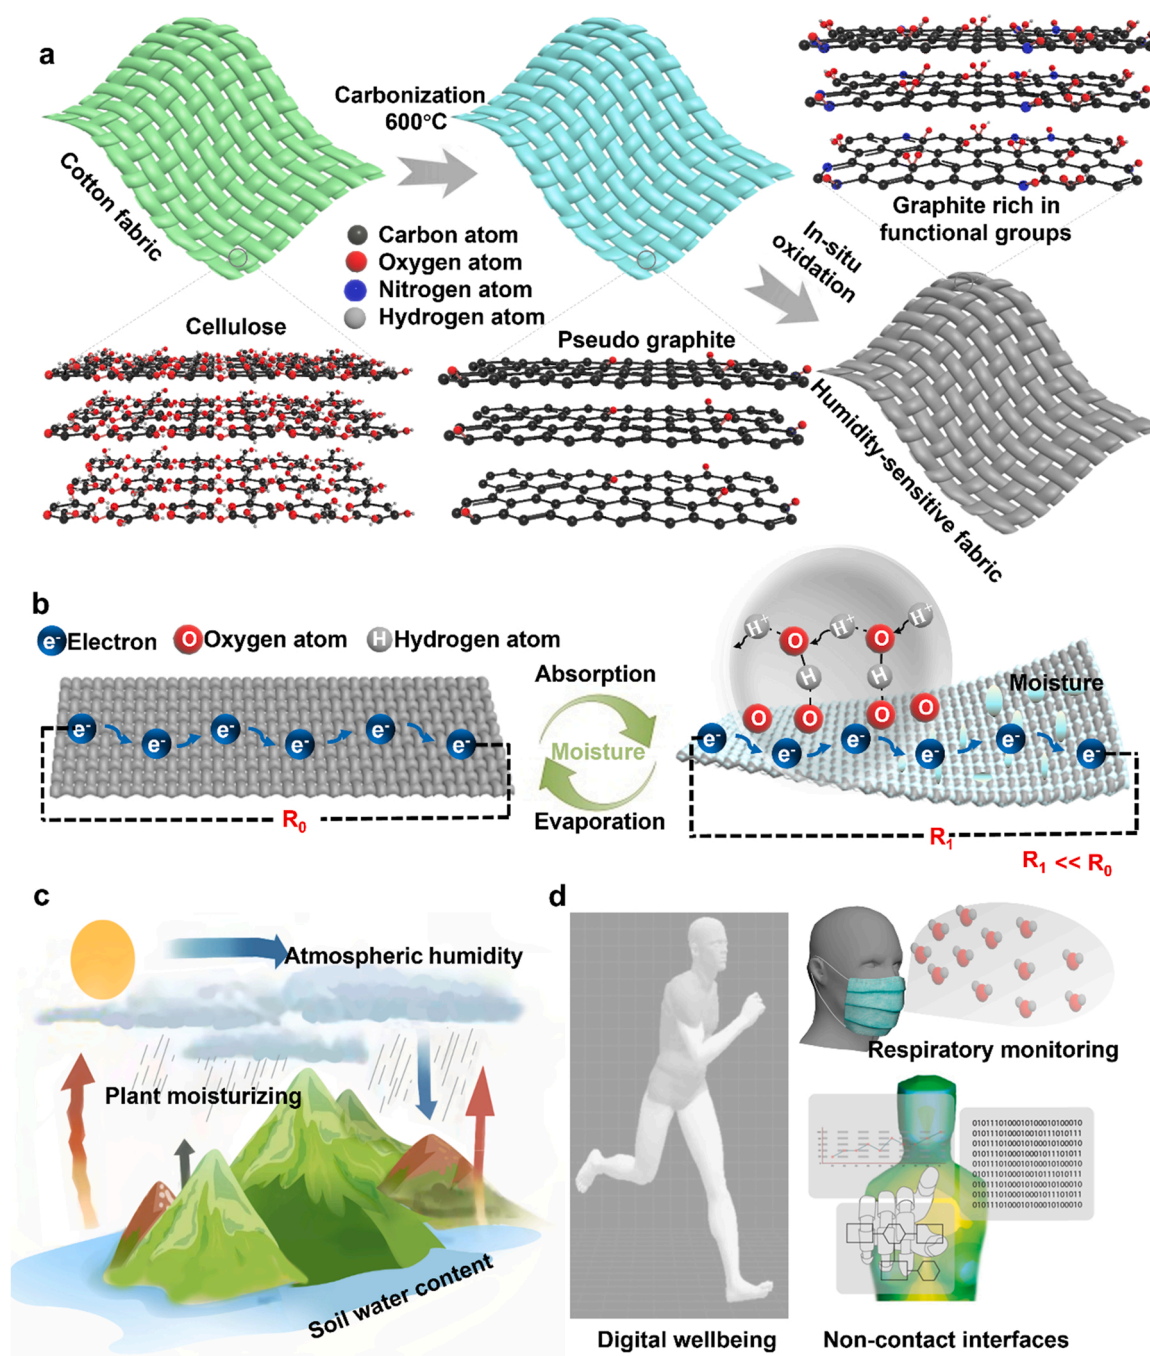 a
Carbonization
600°C
Cotton fabric
Carbon atom
Oxygen atom
Nitrogen atom
Hydrogen atom
Graphite rich in
functional groups
In-situ
oxidation
Cellulose
Pseudo graphite
Humidity-sensitive fabric
b
e- Electron
O Oxygen atom
H Hydrogen atom
e- e- e- e- e- e-
R0
Absorption
Moisture
Evaporation
H+ H+ H+
O O
H H
O O O O
Moisture
e- e- e- e- e- e-
R1
R1 << R0
c
Atmospheric humidity
Plant moisturizing
Soil water content
d
Respiratory monitoring
Digital wellbeing
Non-contact interfaces